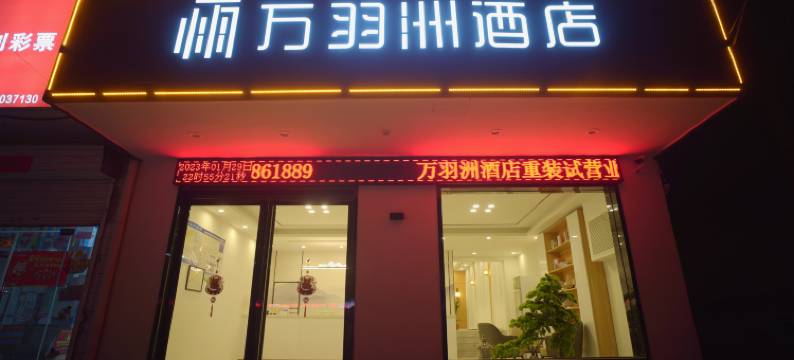 万羽洲酒店
彩票
037130
2023年01月29日
22时55分21秒
861889
万羽洲酒店重装试营业